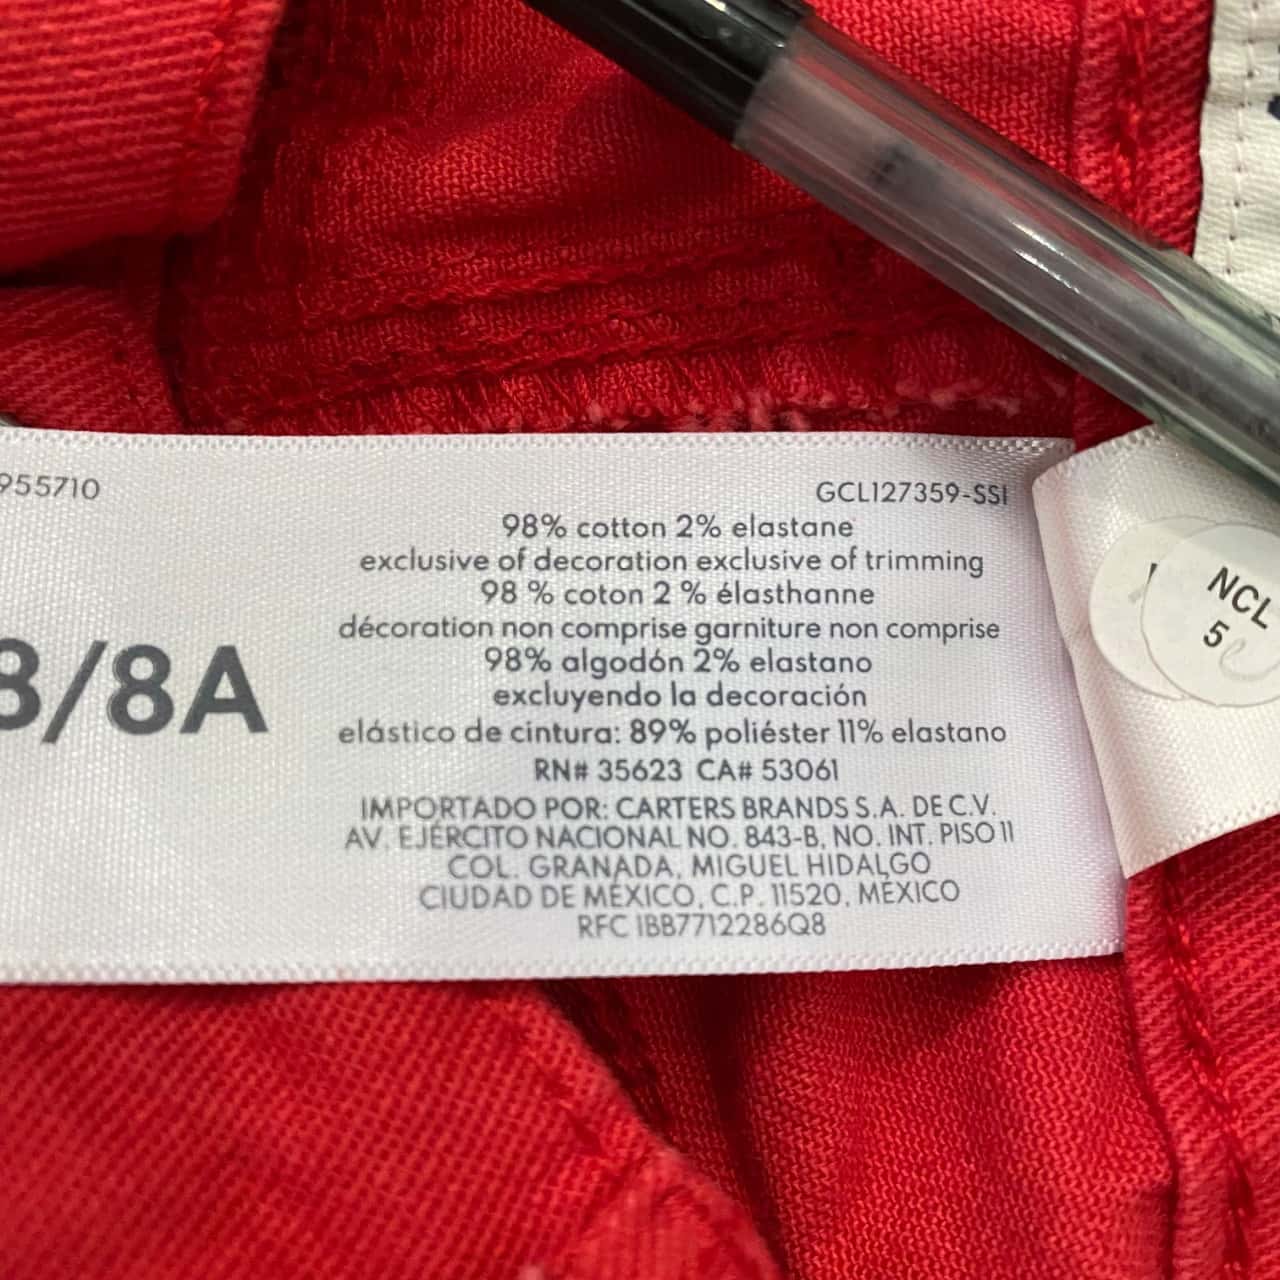 955710
GCL127359-SSI
98% cotton 2% elastane
exclusive of decoration exclusive of trimming
98 % coton 2 % élasthanne
décoration non comprise garniture non comprise
98% algodón 2% elastano
excluyendo la decoración
elástico de cintura: 89% poliéster 11% elastano
RN# 35623 CA# 53061
IMPORTADO POR: CARTERS BRANDS S.A. DE C.V.
AV. EJÉRCITO NACIONAL NO. 843-B, NO. INT. PISO 11
COL. GRANADA, MIGUEL HIDALGO
CIUDAD DE MÉXICO, C.P. 11520, MÉXICO
RFC IBB7712286Q8
8/8A
NCL
5